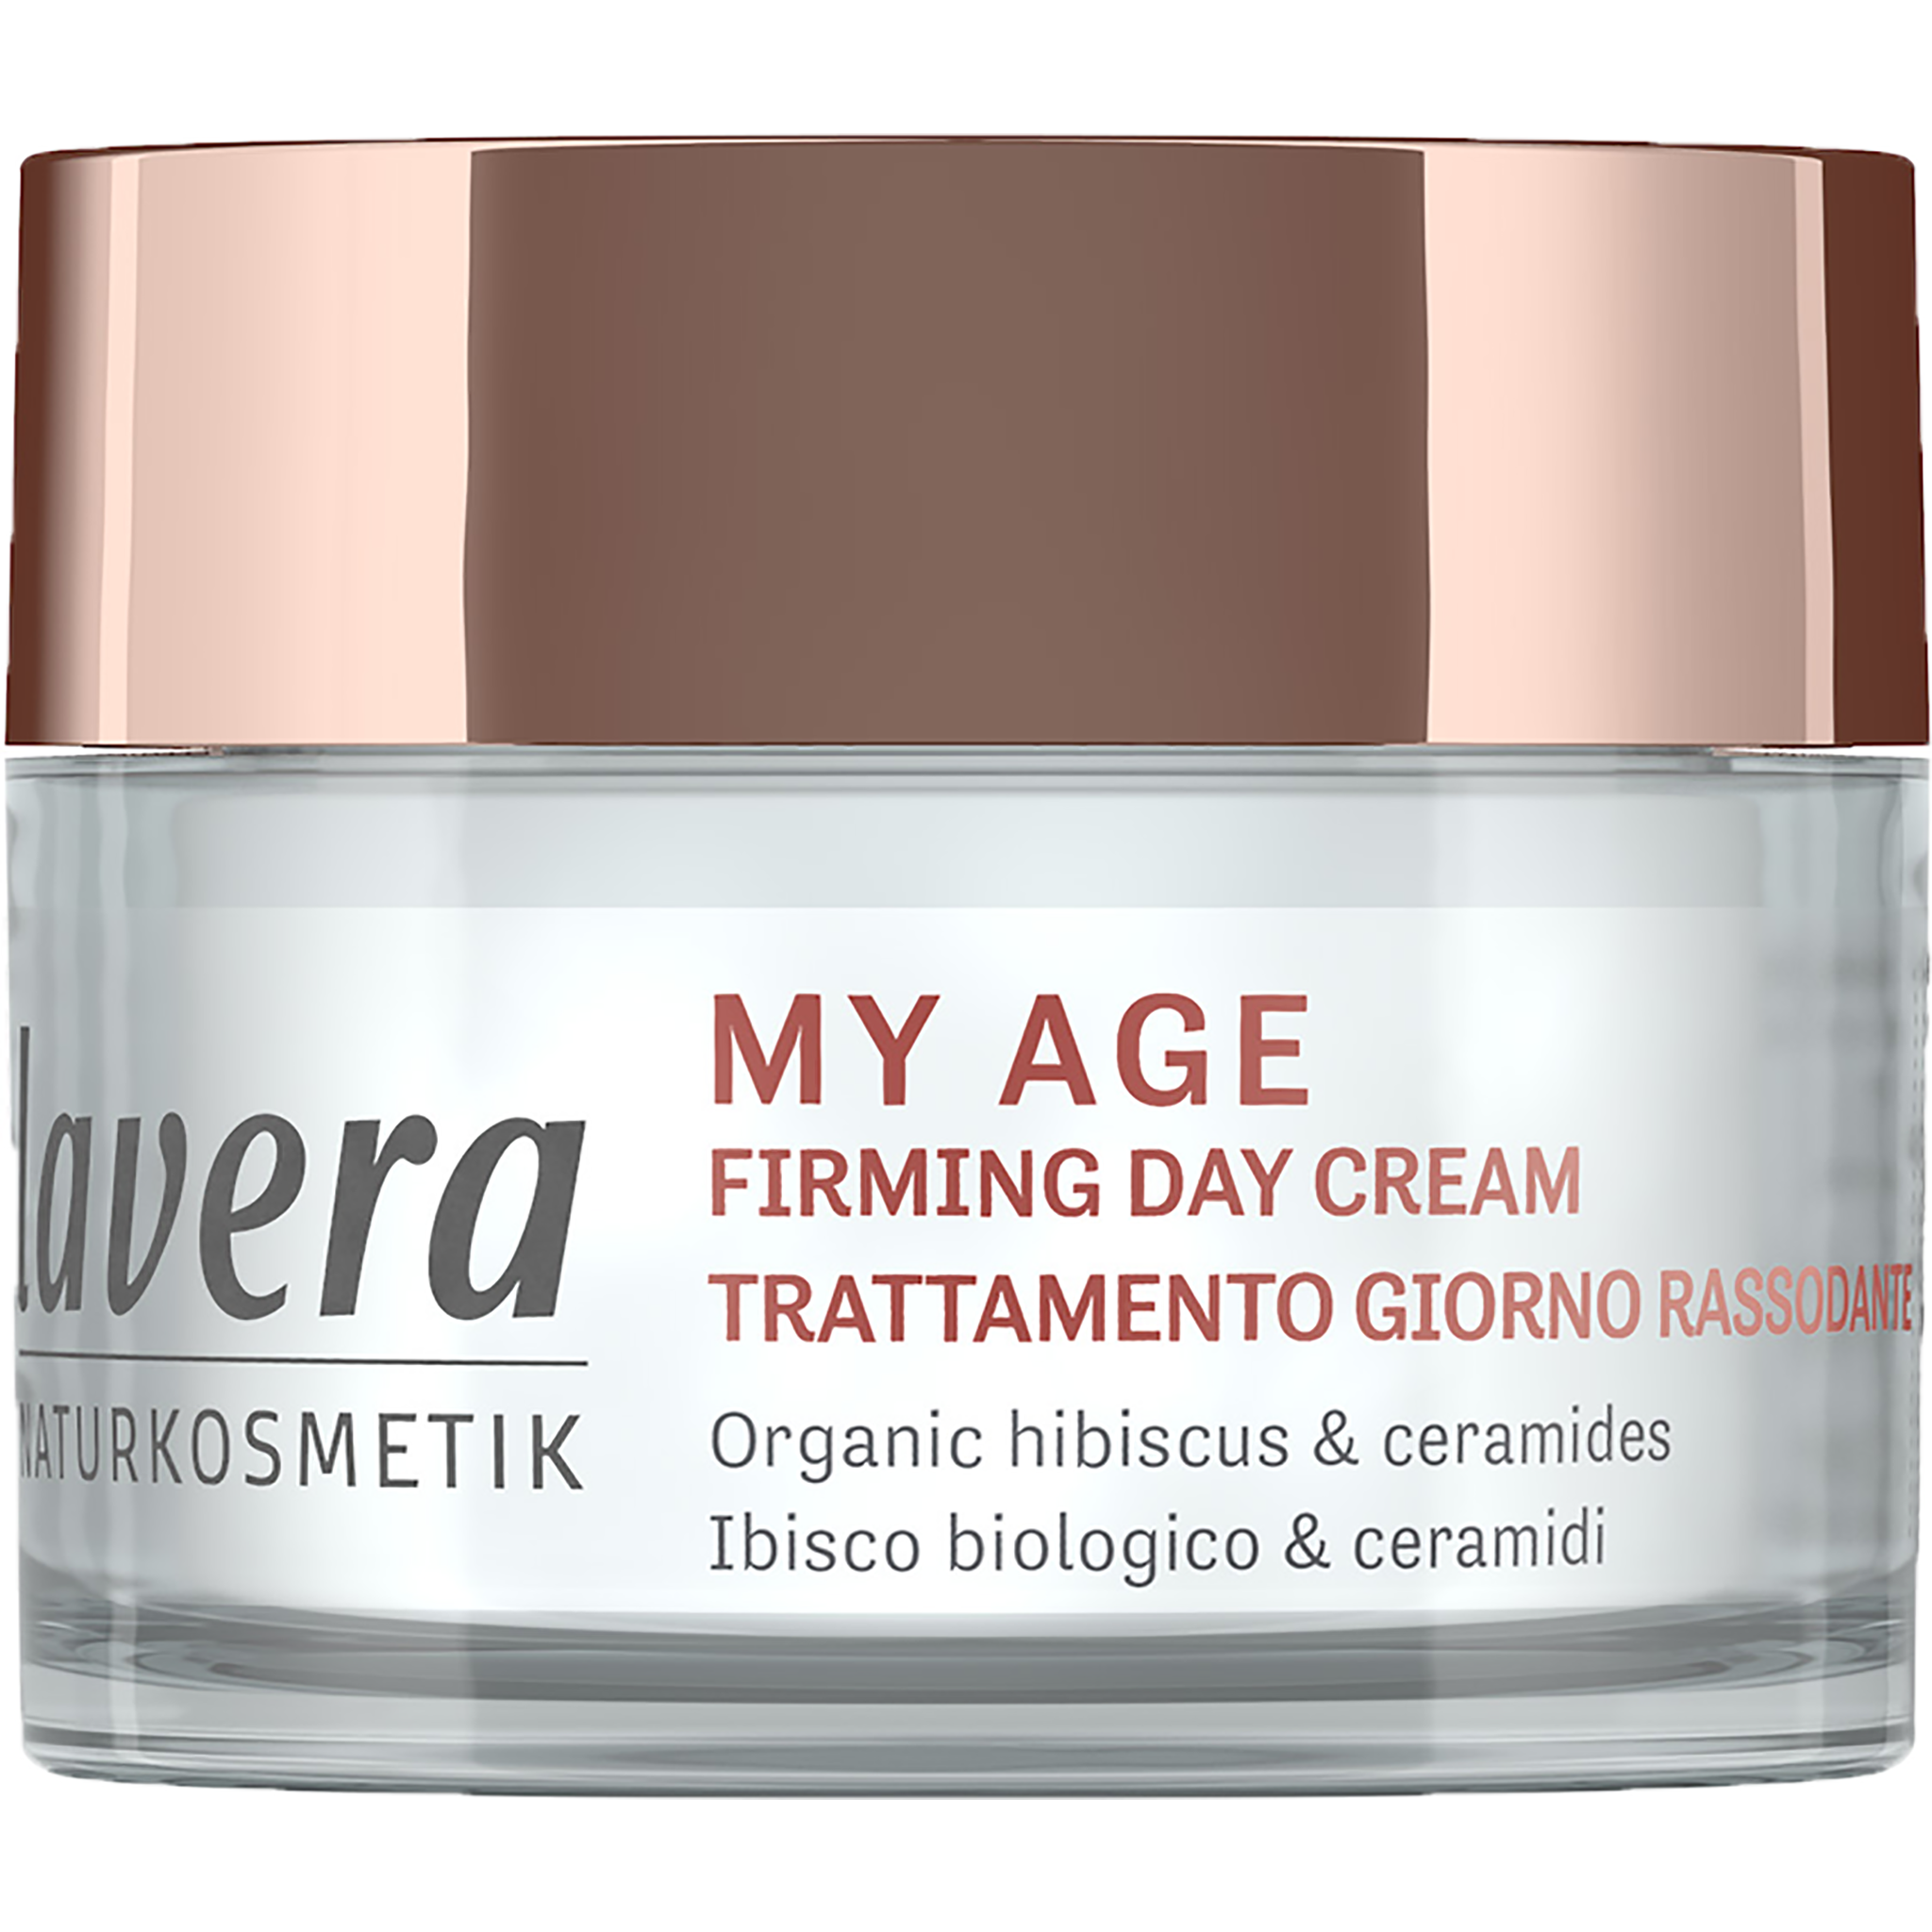 lavera
NATURKOSMETIK
MY AGE
FIRMING DAY CREAM
TRATTAMENTO GIORNO RASSODANTE
Organic hibiscus & ceramides
Ibisco biologico & ceramidi